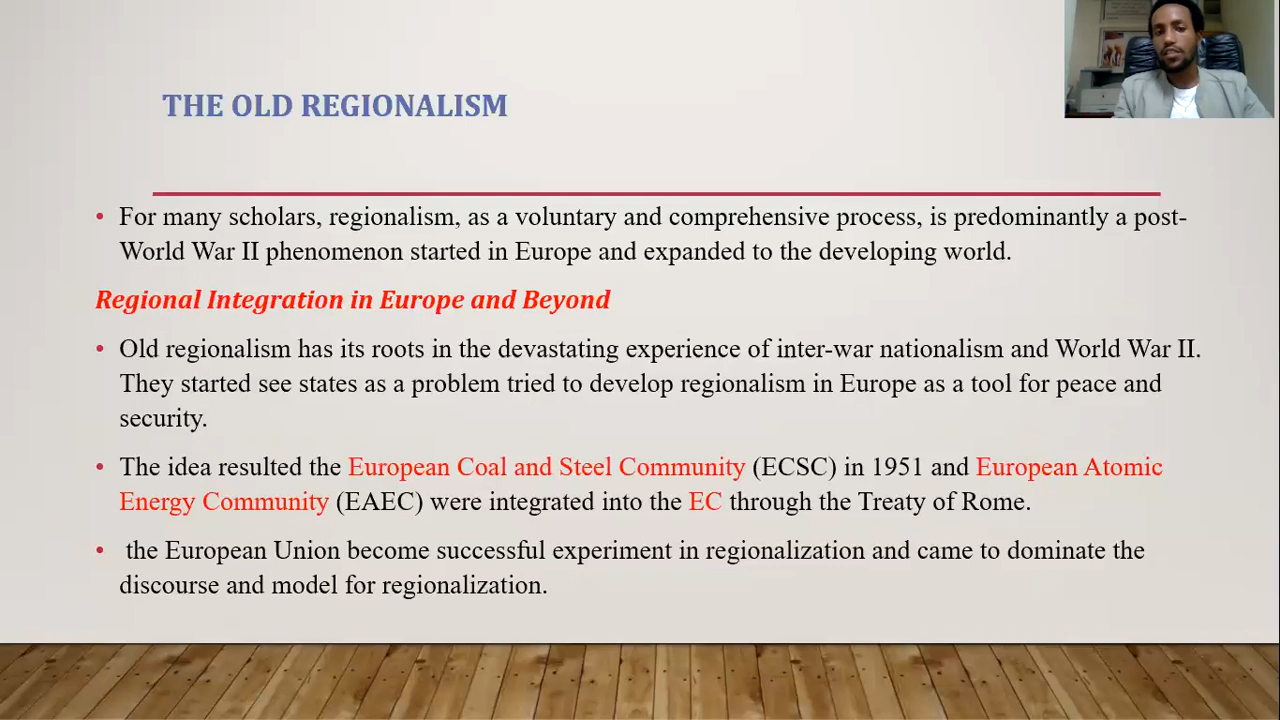 THE OLD REGIONALISM
• For many scholars, regionalism, as a voluntary and comprehensive process, is predominantly a post-
World War II phenomenon started in Europe and expanded to the developing world.
Regional Integration in Europe and Beyond
• Old regionalism has its roots in the devastating experience of inter-war nationalism and World War II.
They started see states as a problem tried to develop regionalism in Europe as a tool for peace and
security.
• The idea resulted the European Coal and Steel Community (ECSC) in 1951 and European Atomic
Energy Community (EAEC) were integrated into the EC through the Treaty of Rome.
• the European Union become successful experiment in regionalization and came to dominate the
discourse and model for regionalization.